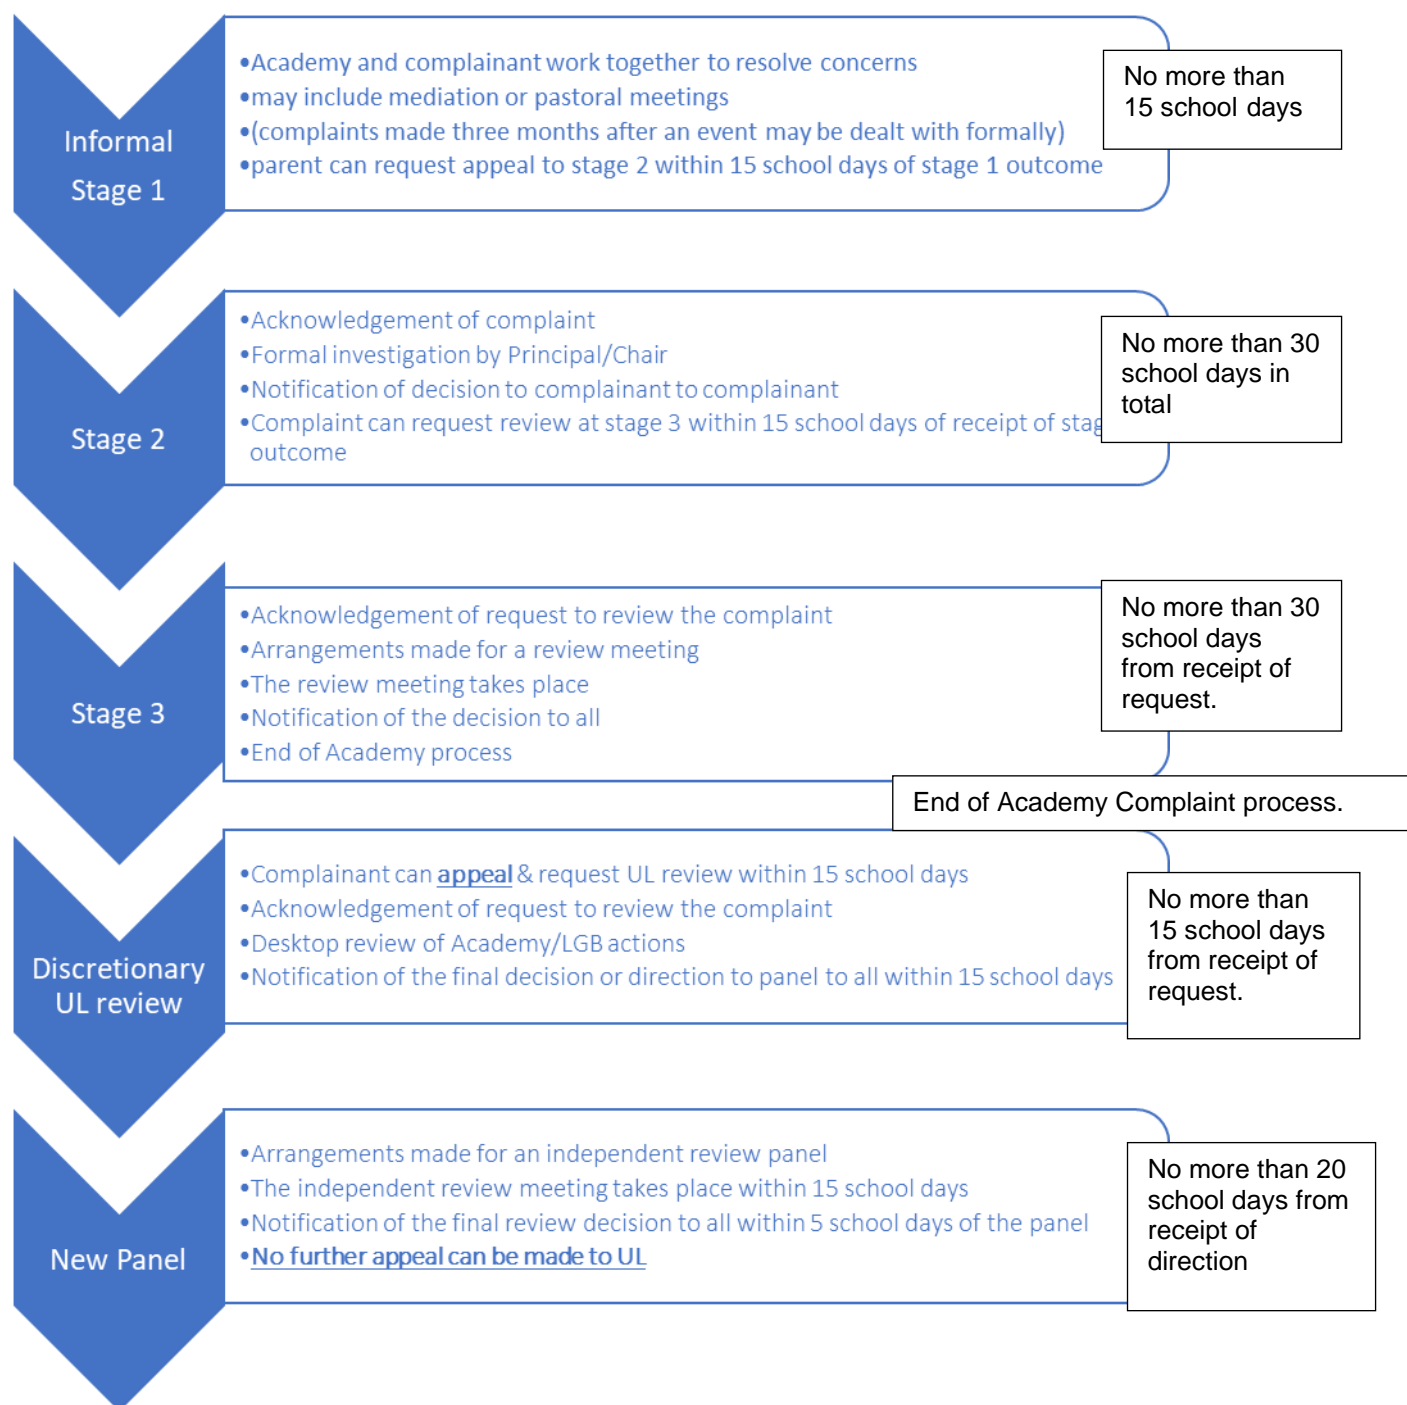 Informal
Stage 1
•Academy and complainant work together to resolve concerns
•may include mediation or pastoral meetings
•(complaints made three months after an event may be dealt with formally)
•parent can request appeal to stage 2 within 15 school days of stage 1 outcome
No more than
15 school days
Stage 2
•Acknowledgement of complaint
•Formal investigation by Principal/Chair
•Notification of decision to complainant to complainant
•Complaint can request review at stage 3 within 15 school days of receipt of
outcome
No more than 30
school days in
total
Stage 3
•Acknowledgement of request to review the complaint
•Arrangements made for a review meeting
•The review meeting takes place
•Notification of the decision to all
•End of Academy process
No more than 30
school days
from receipt of
request.
End of Academy Complaint process.
Discretionary
UL review
•Complainant can appeal & request UL review within 15 school days
•Acknowledgement of request to review the complaint
•Desktop review of Academy/LGB actions
•Notification of the final decision or direction to panel to all within 15 school days
No more than
15 school days
from receipt of
request.
New Panel
•Arrangements made for an independent review panel
•The independent review meeting takes place within 15 school days
•Notification of the final review decision to all within 5 school days of the panel
•No further appeal can be made to UL
No more than 20
school days from
receipt of
direction